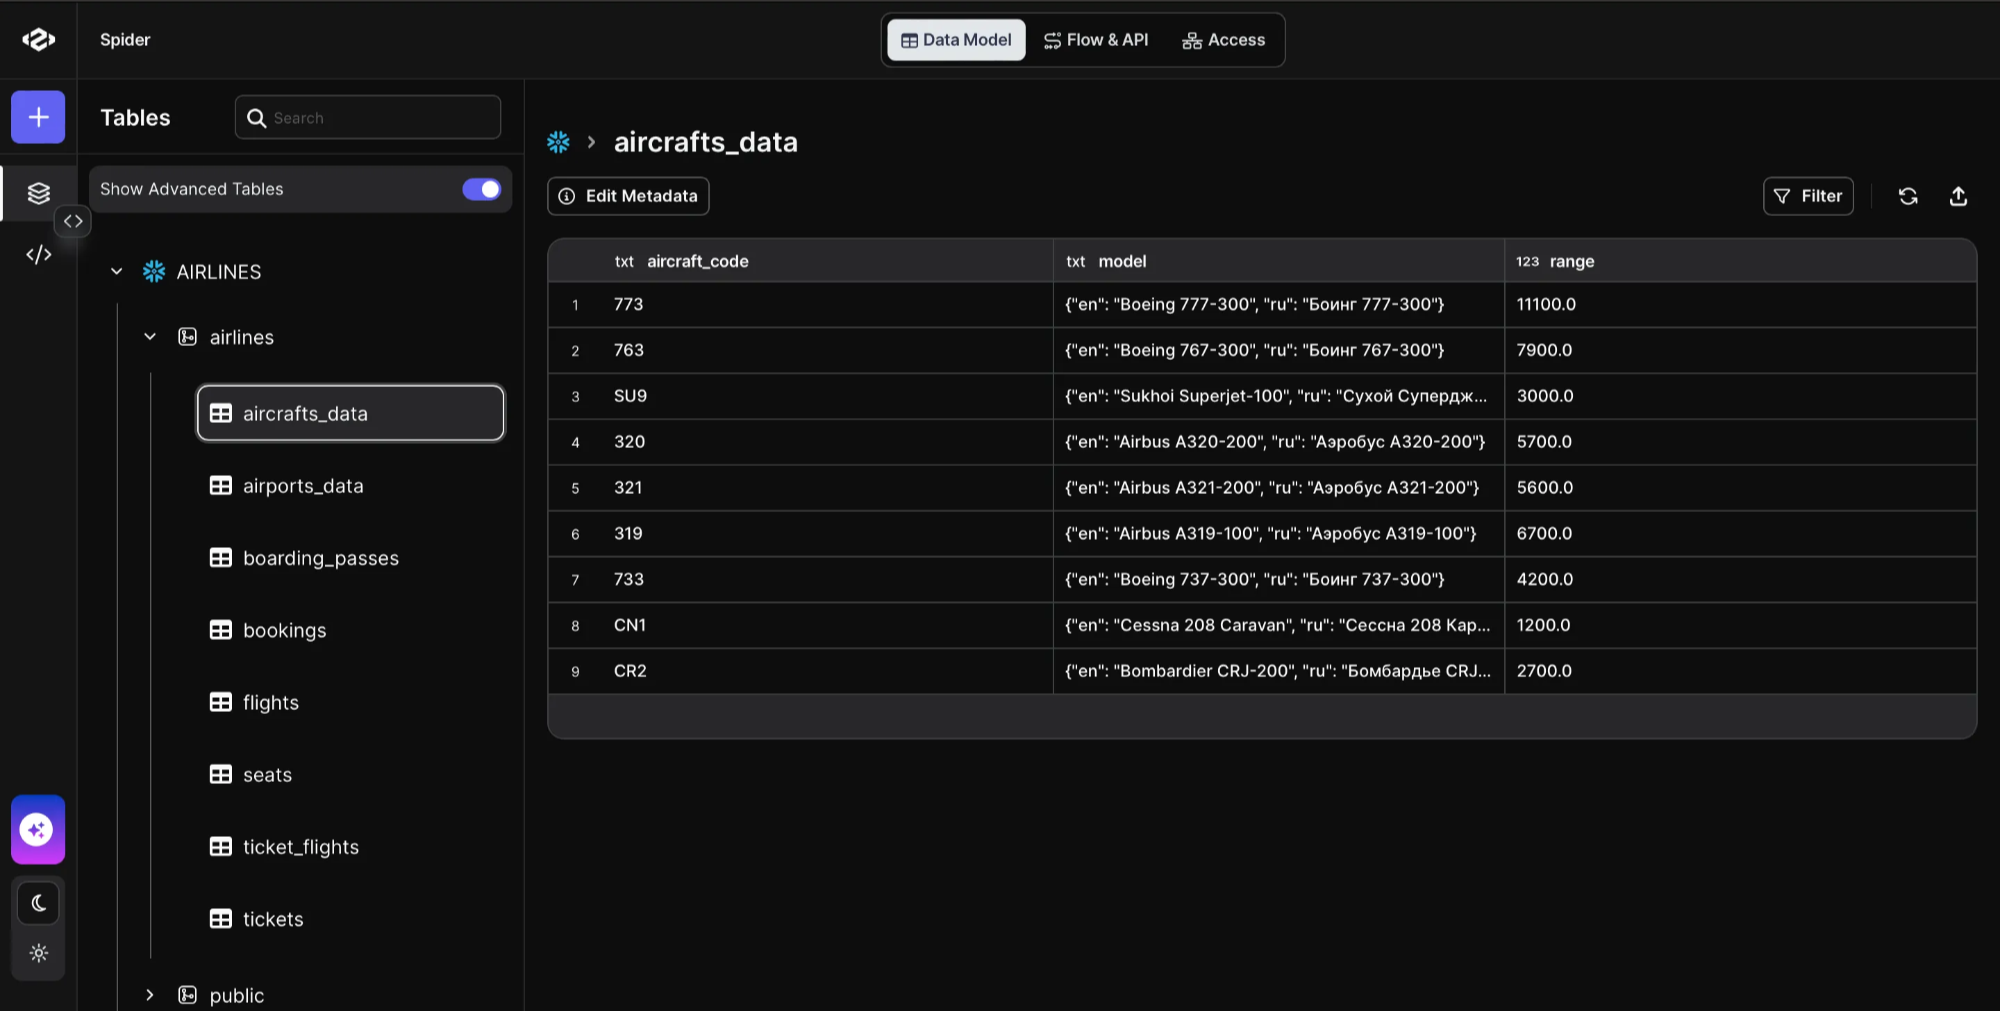 Spider
Data Model
Flow & API
Access
Tables
Search
Show Advanced Tables
AIRLINES
airlines
aircrafts_data
airports_data
boarding_passes
bookings
flights
seats
ticket_flights
tickets
public
aircrafts_data
Edit Metadata
Filter
txt aircraft_code txt model 123 range
1 773 {"en": "Boeing 777-300", "ru": "Боинг 777-300"} 11100.0
2 763 {"en": "Boeing 767-300", "ru": "Боинг 767-300"} 7900.0
3 SU9 {"en": "Sukhoi Superjet-100", "ru": "Сухой Супердж... 3000.0
4 320 {"en": "Airbus A320-200", "ru": "Аэробус A320-200"} 5700.0
5 321 {"en": "Airbus A321-200", "ru": "Аэробус A321-200"} 5600.0
6 319 {"en": "Airbus A319-100", "ru": "Аэробус A319-100"} 6700.0
7 733 {"en": "Boeing 737-300", "ru": "Боинг 737-300"} 4200.0
8 CN1 {"en": "Cessna 208 Caravan", "ru": "Сессна 208 Кар... 1200.0
9 CR2 {"en": "Bombardier CRJ-200", "ru": "Бомбардье CRJ... 2700.0